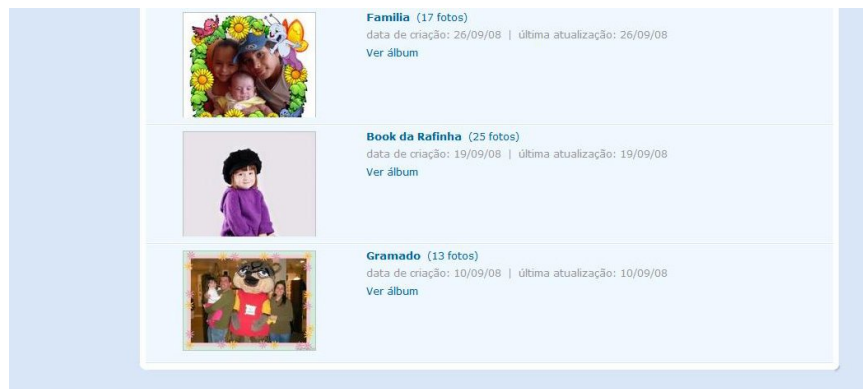 Familia (17 fotos)
data de criação: 26/09/08 | última atualização: 26/09/08
Ver álbum
Book da Rafinha (25 fotos)
data de criação: 19/09/08 | última atualização: 19/09/08
Ver álbum
Gramado (13 fotos)
data de criação: 10/09/08 | última atualização: 10/09/08
Ver álbum